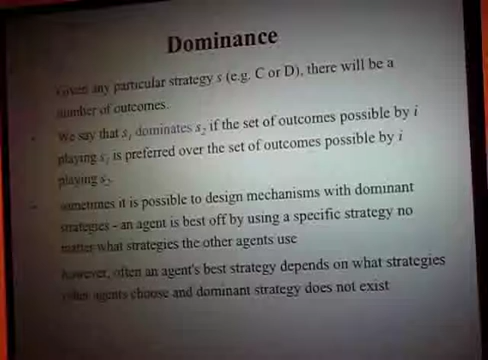 Dominance
Given any particular strategy s (e.g. C or D), there will be a
number of outcomes.
We say that s₁ dominates s₂ if the set of outcomes possible by i
playing s₁ is preferred over the set of outcomes possible by i
playing s₂.
sometimes it is possible to design mechanisms with dominant
strategies - an agent is best off by using a specific strategy no
matter what strategies the other agents use
however, often an agent's best strategy depends on what strategies
other agents choose and dominant strategy does not exist